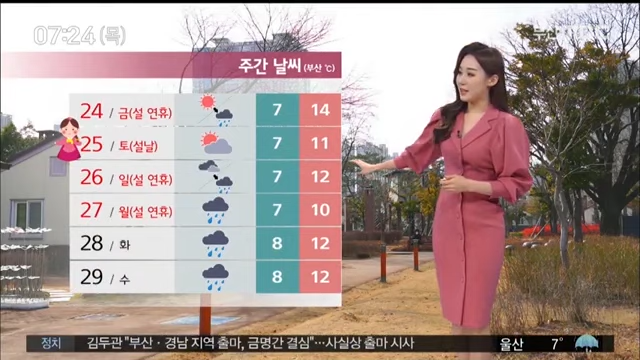 07:24 (목)
부산
주간 날씨 (부산 ℃)
24 / 금(설 연휴) 7 14
25 / 토(설날) 7 11
26 / 일(설 연휴) 7 12
27 / 월(설 연휴) 7 10
28 / 화 8 12
29 / 수 8 12
정치 김두관 "부산·경남 지역 출마, 금명간 결심"…사실상 출마 시사 울산 7°